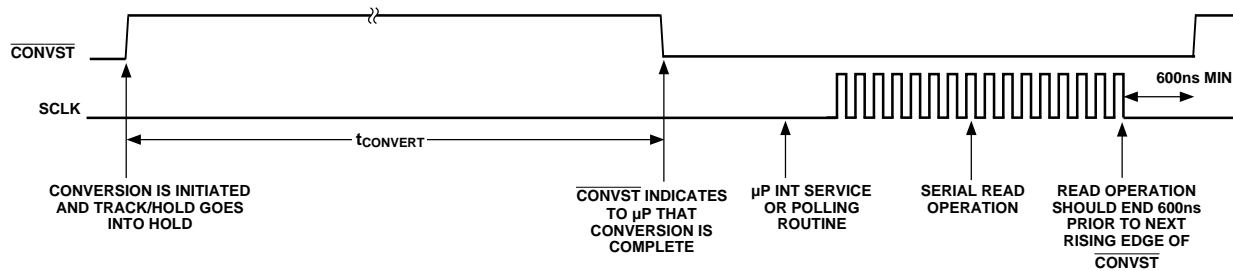 CONVST
600ns MIN
SCLK
tCONVERT
CONVERSION IS INITIATED
AND TRACK/HOLD GOES
INTO HOLD
CONVST INDICATES
TO µP THAT
CONVERSION IS
COMPLETE
µP INT SERVICE
OR POLLING
ROUTINE
SERIAL READ
OPERATION
READ OPERATION
SHOULD END 600ns
PRIOR TO NEXT
RISING EDGE OF
CONVST